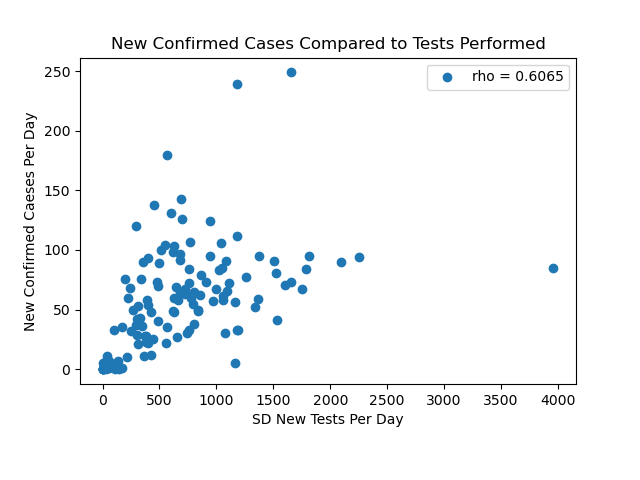 New Confirmed Cases Compared to Tests Performed
rho = 0.6065
New Confirmed Caeses Per Day
250
200
150
100
50
0
0 500 1000 1500 2000 2500 3000 3500 4000
SD New Tests Per Day